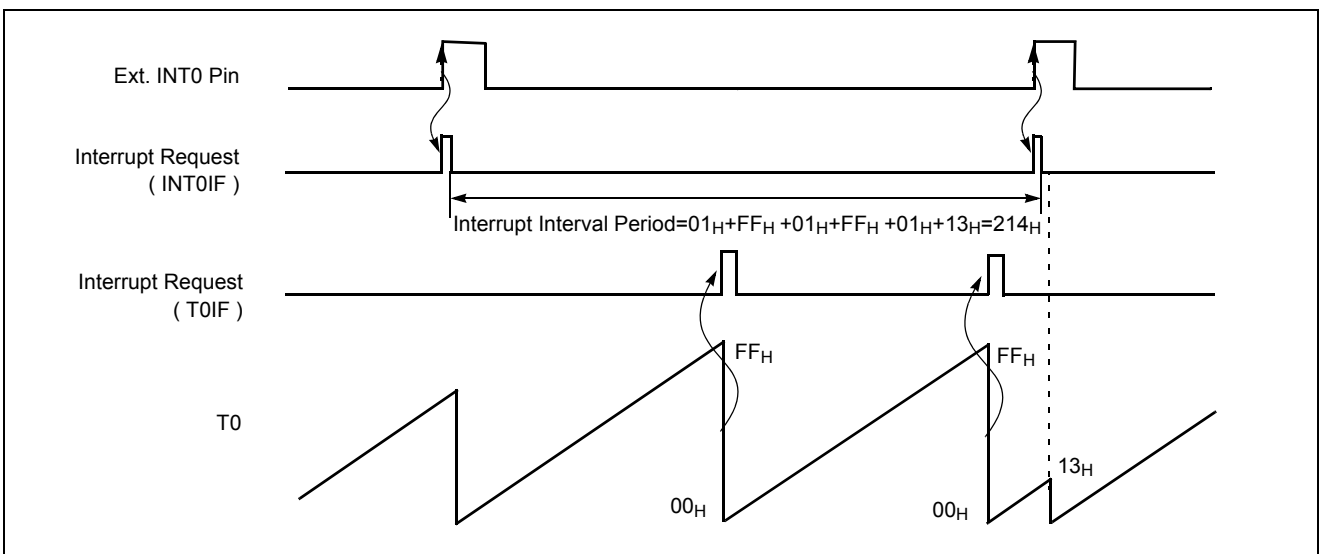 Ext. INT0 Pin
Interrupt Request
( INT0IF )
Interrupt Interval Period=01H+FFH +01H+FFH +01H+13H=214H
Interrupt Request
( T0IF )
FFH
FFH
T0
13H
00H
00H